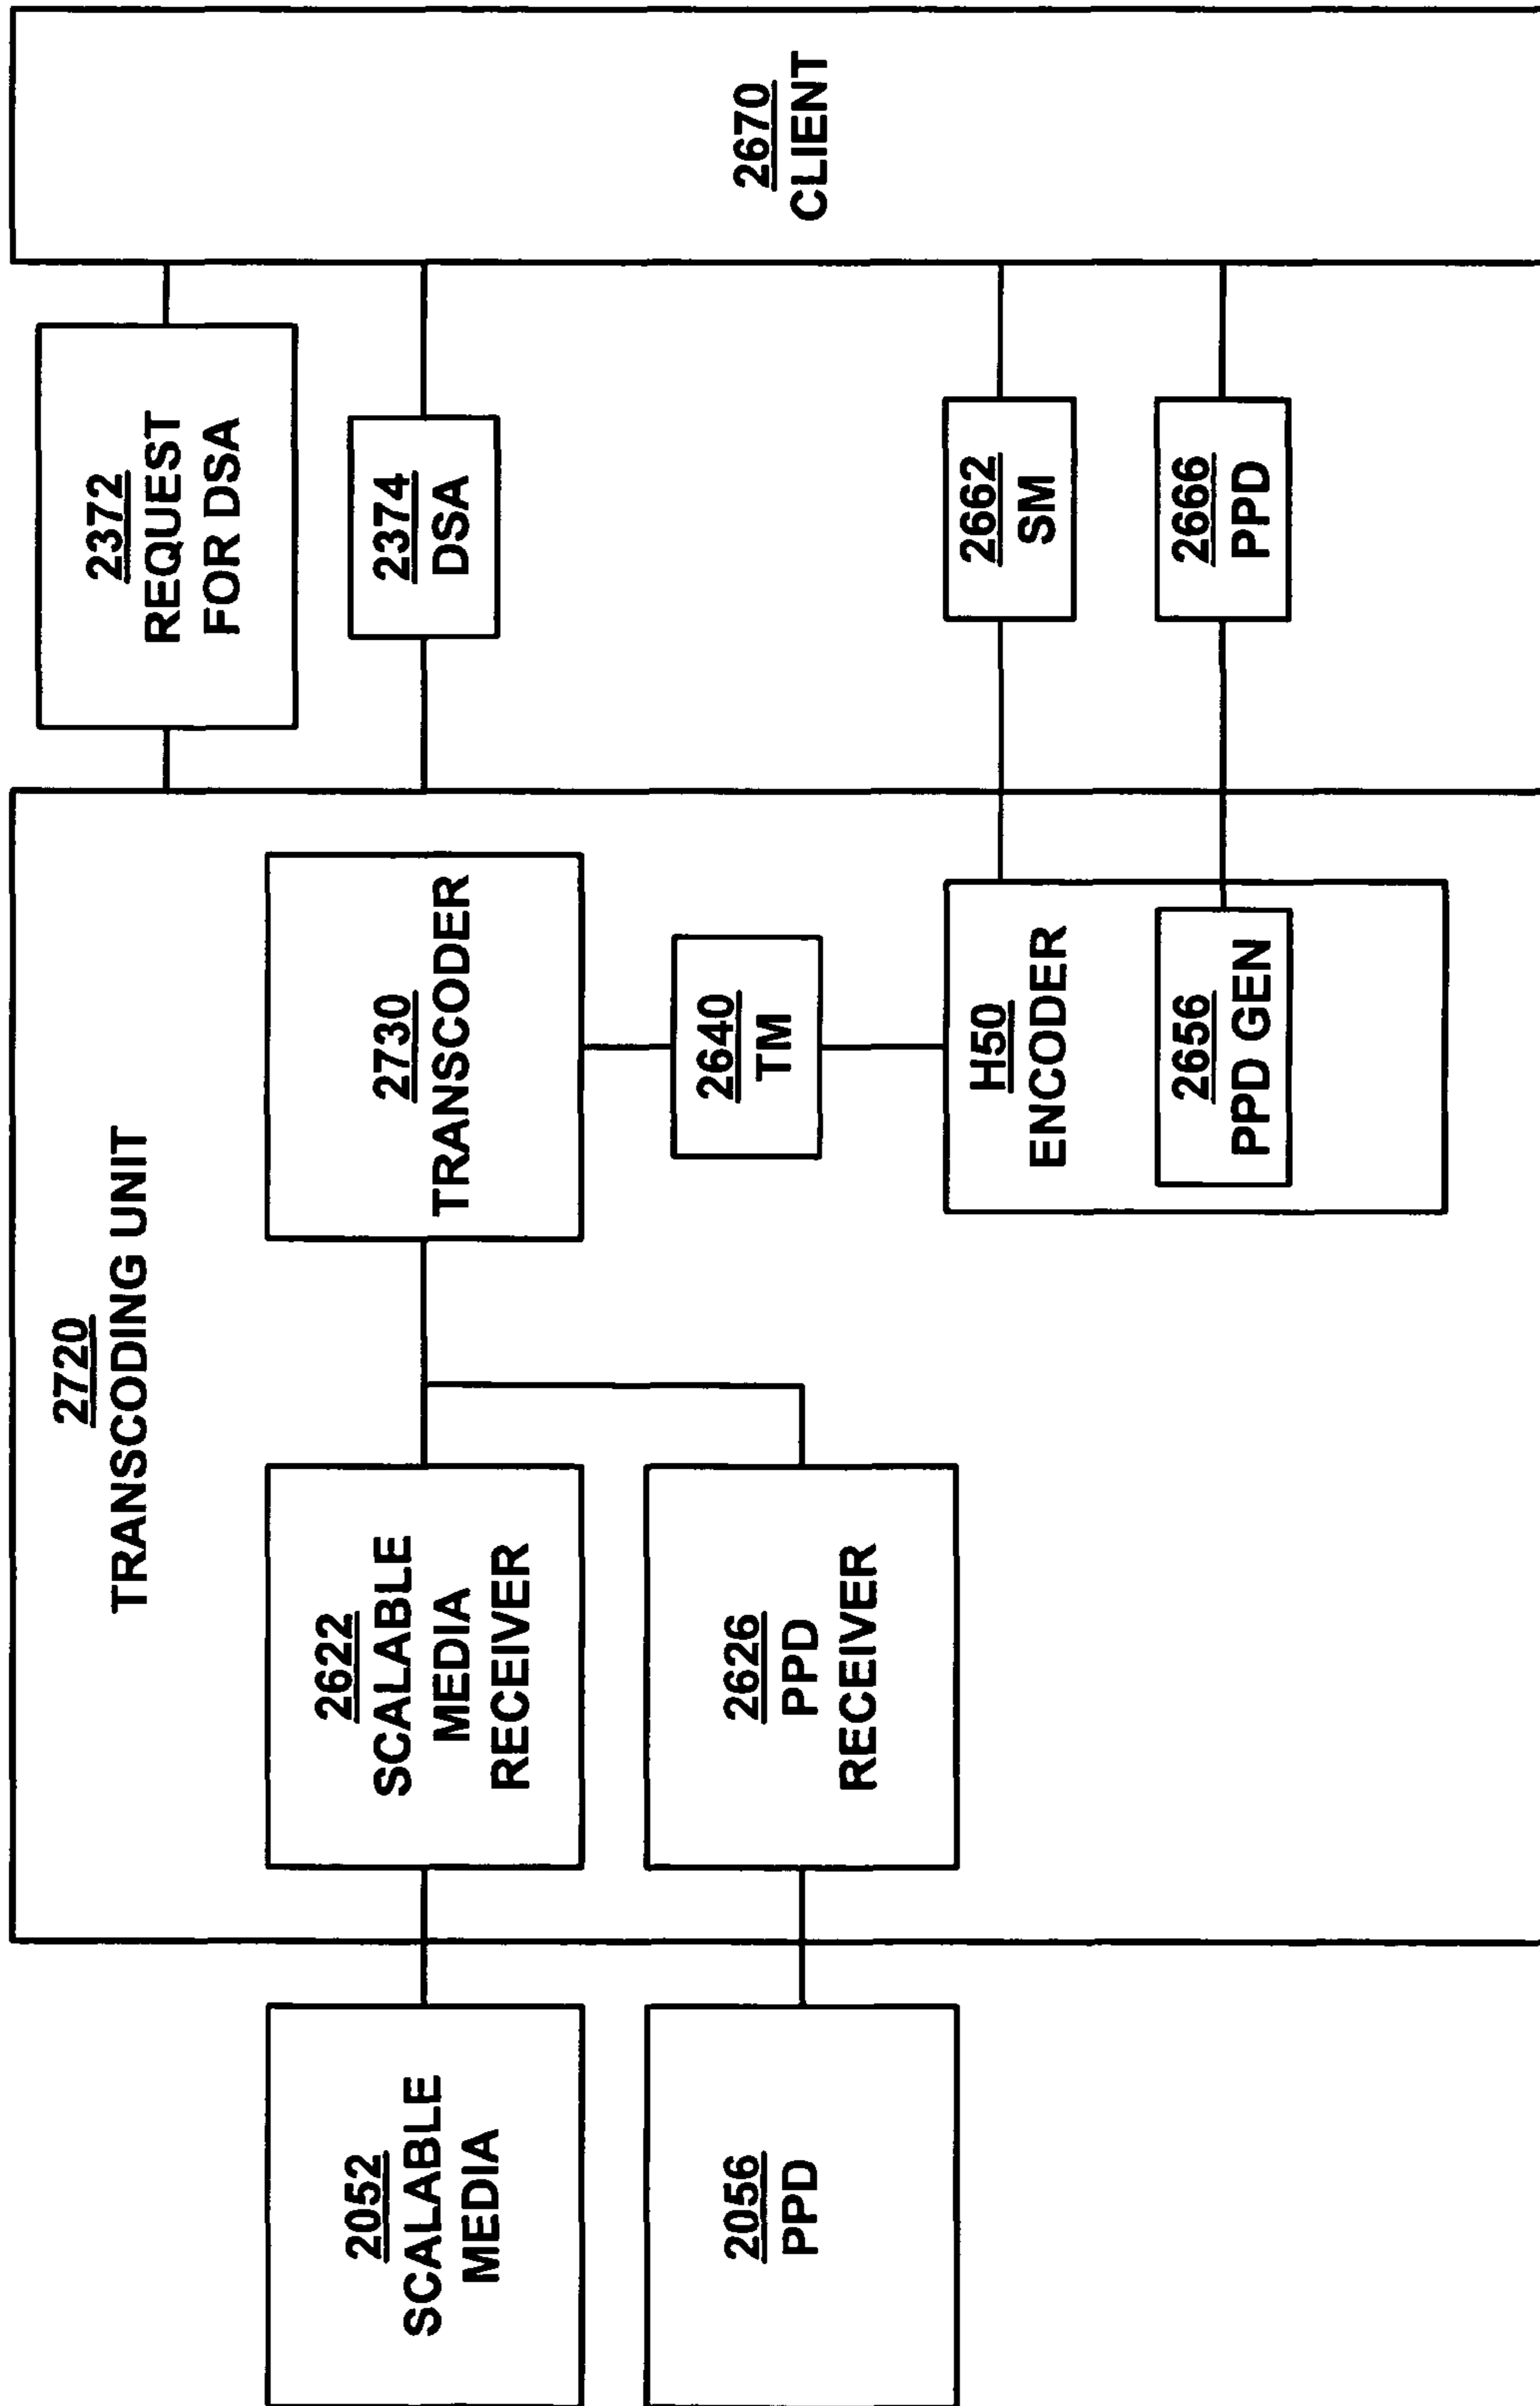 2720
TRANSCODING UNIT
2052
SCALABLE
MEDIA
2622
SCALABLE
MEDIA
RECEIVER
2730
TRANSCODER
2372
REQUEST
FOR DSA
2374
DSA
2670
CLIENT
2056
PPD
2626
PPD
RECEIVER
2640
TM
H50
ENCODER
2656
PPD GEN
2662
SM
2666
PPD